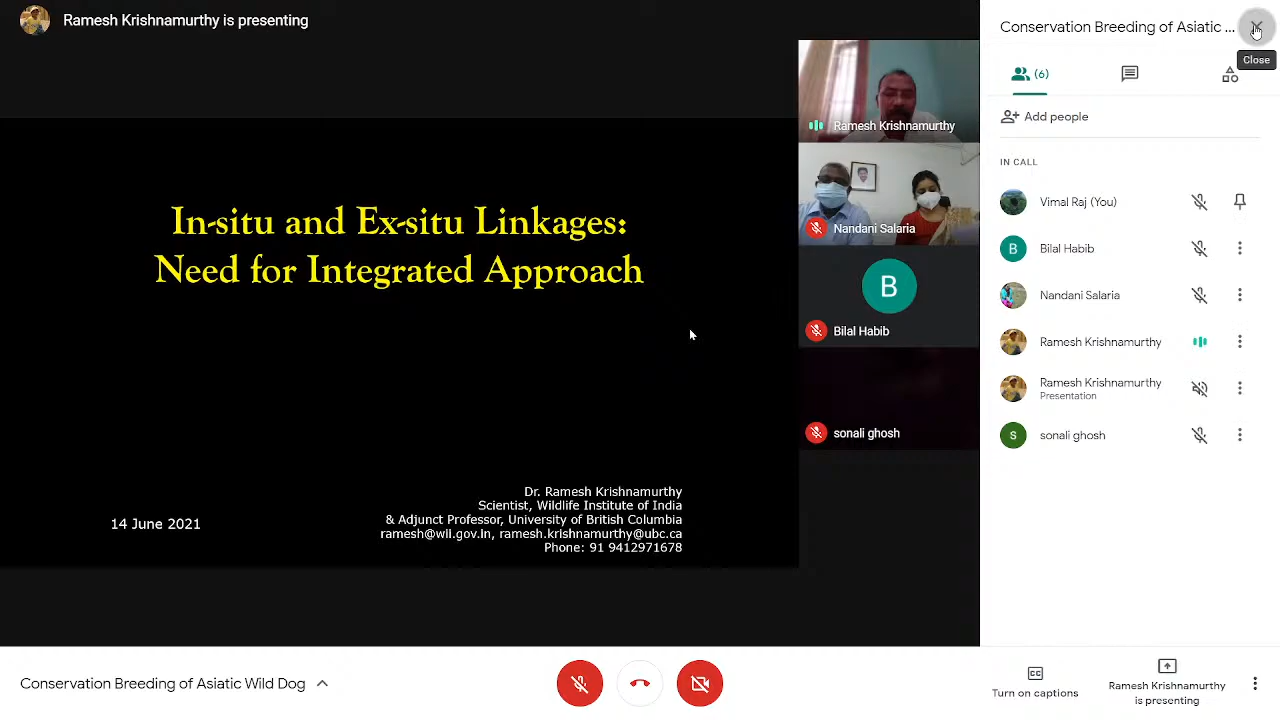 Ramesh Krishnamurthy is presenting
In-situ and Ex-situ Linkages:
Need for Integrated Approach
14 June 2021
Dr. Ramesh Krishnamurthy
Scientist, Wildlife Institute of India
& Adjunct Professor, University of British Columbia
ramesh@wii.gov.in, ramesh.krishnamurthy@ubc.ca
Phone: 91 9412971678
Ramesh Krishnamurthy
Nandani Salaria
B
Bilal Habib
sonali ghosh
Conservation Breeding of Asiatic ...
Close
(6)
Add people
IN CALL
Vimal Raj (You)
B
Bilal Habib
Nandani Salaria
Ramesh Krishnamurthy
Ramesh Krishnamurthy
Presentation
S
sonali ghosh
Conservation Breeding of Asiatic Wild Dog
CC
Turn on captions
Ramesh Krishnamurthy
is presenting